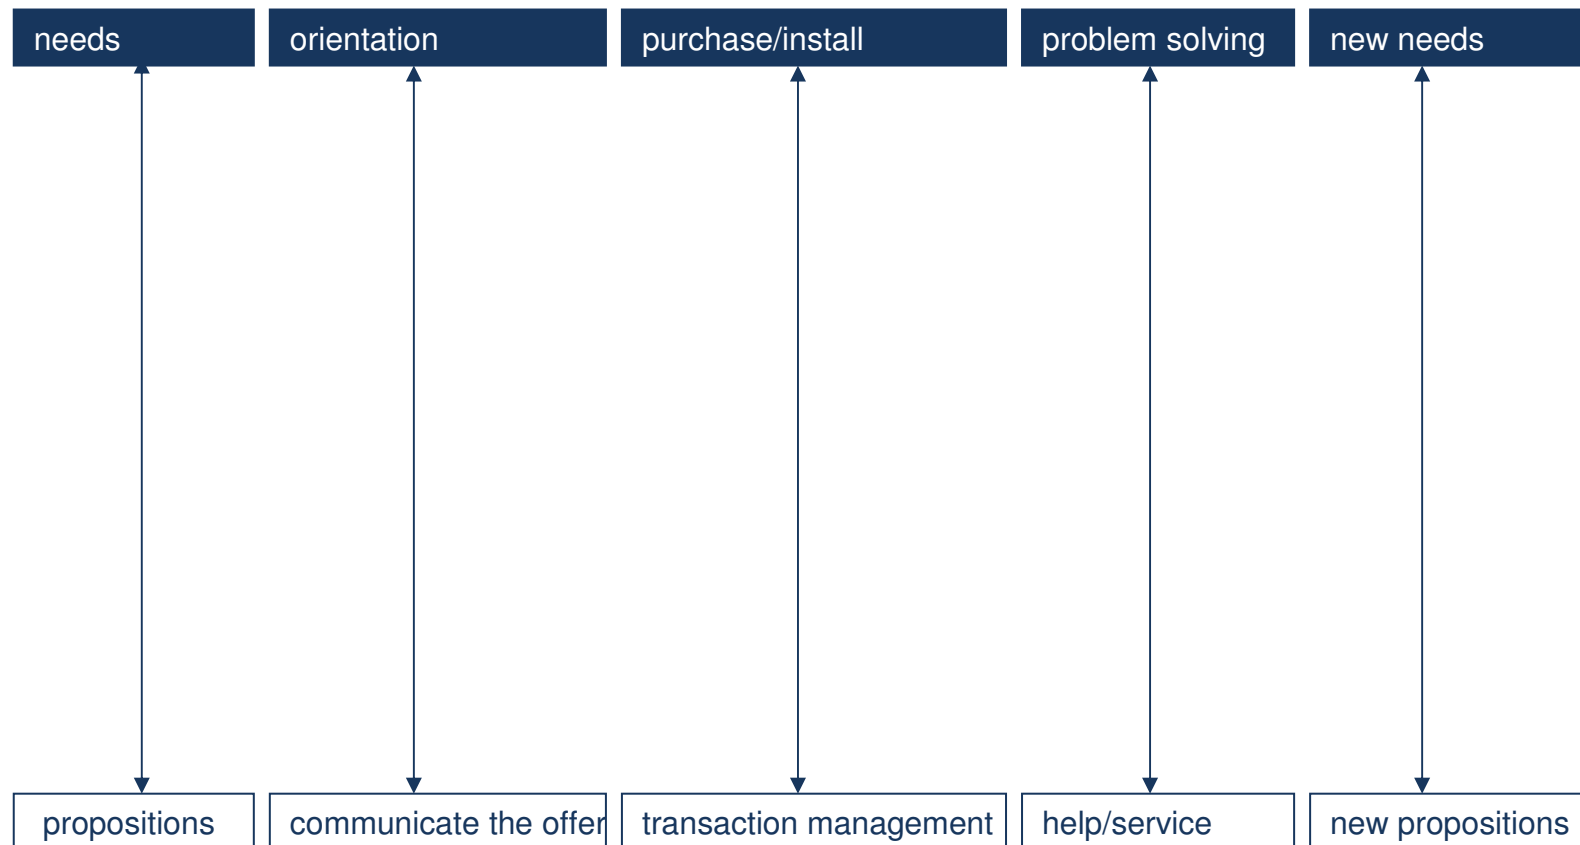 needs
orientation
purchase/install
problem solving
new needs
propositions
communicate the offer
transaction management
help/service
new propositions